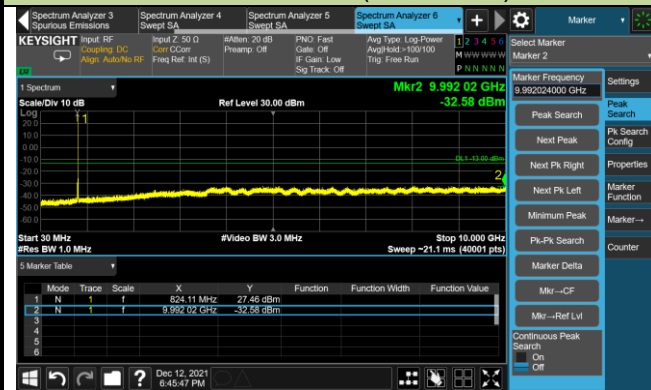 Spectrum Analyzer 3
Spurious Emissions
Spectrum Analyzer 4
Swept SA
Spectrum Analyzer 5
Swept SA
Spectrum Analyzer 6
Swept SA
Marker
KEYSIGHT
Input: RF
Coupling: DC
Align: Auto/No RF
Input Z: 50 Ω
Corr CCorr
Freq Ref: Int (S)
#Atten: 20 dB
Preamp: Off
PNO: Fast
Gate: Off
IF Gain: Low
Sig Track: Off
Avg Type: Log-Power
Avg|Hold:>100/100
Trig: Free Run
1 2 3 4 5 6
M W W W W W
P N N N N N
Select Marker
Marker 2
1 Spectrum
Mkr2 9.992 02 GHz
-32.58 dBm
Scale/Div 10 dB
Ref Level 30.00 dBm
Log
20.0
10.0
0.00
-10.0
-20.0
-30.0
-40.0
-50.0
-60.0
1
DL1 -13.00 dBm
2
Start 30 MHz
#Res BW 1.0 MHz
#Video BW 3.0 MHz
Stop 10.000 GHz
Sweep ~21.1 ms (40001 pts)
5 Marker Table
Mode Trace Scale X Y Function Function Width Function Value
1 N 1 f 824.11 MHz 27.46 dBm
2 N 1 f 9.992 02 GHz -32.58 dBm
3
4
5
6
Marker Frequency
9.992024000 GHz
Peak Search
Next Peak
Next Pk Right
Next Pk Left
Minimum Peak
Pk-Pk Search
Marker Delta
Mkr→CF
Mkr→Ref Lvl
Continuous Peak
Search
On
Off
Settings
Peak
Search
Pk Search
Config
Properties
Marker
Function
Marker→
Counter
?
Dec 12, 2021
6:45:47 PM